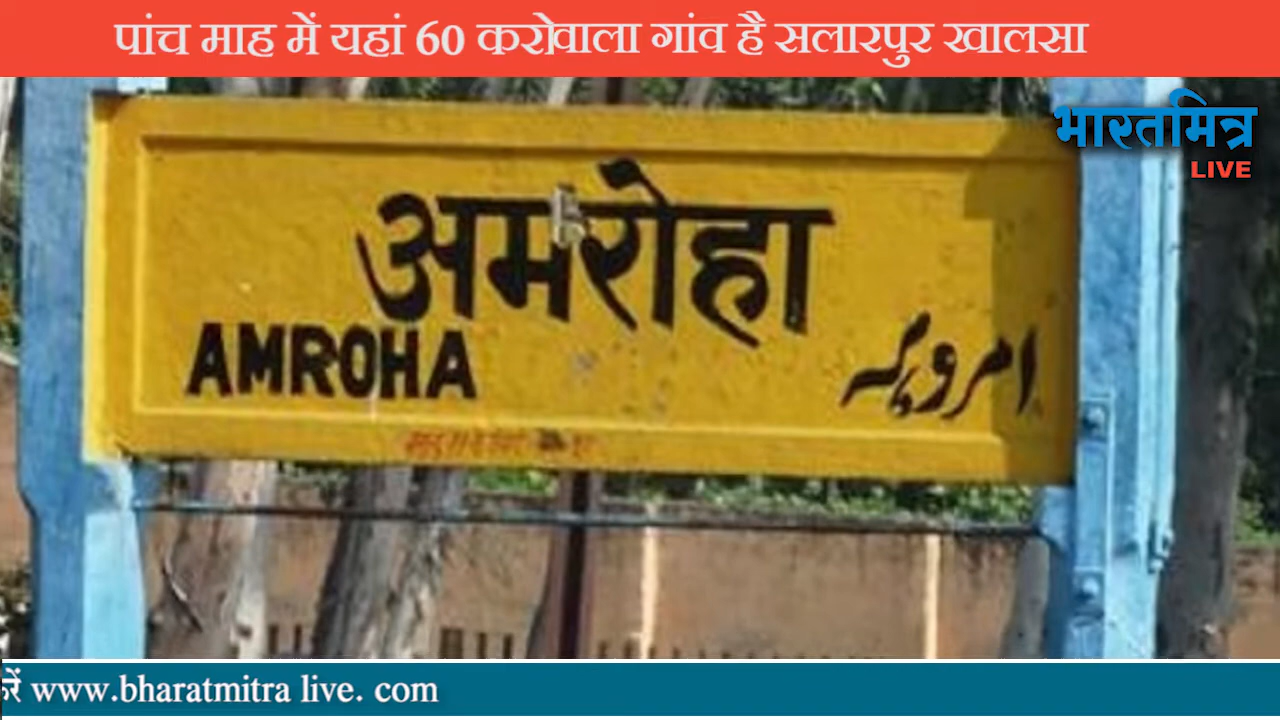 पांच माह में यहां 60 करोवाला गांव है सलारपुर खालसा
भारतमित्र
LIVE
अमरोहा
AMROHA
امروہہ
रें www.bharatmitra live. com